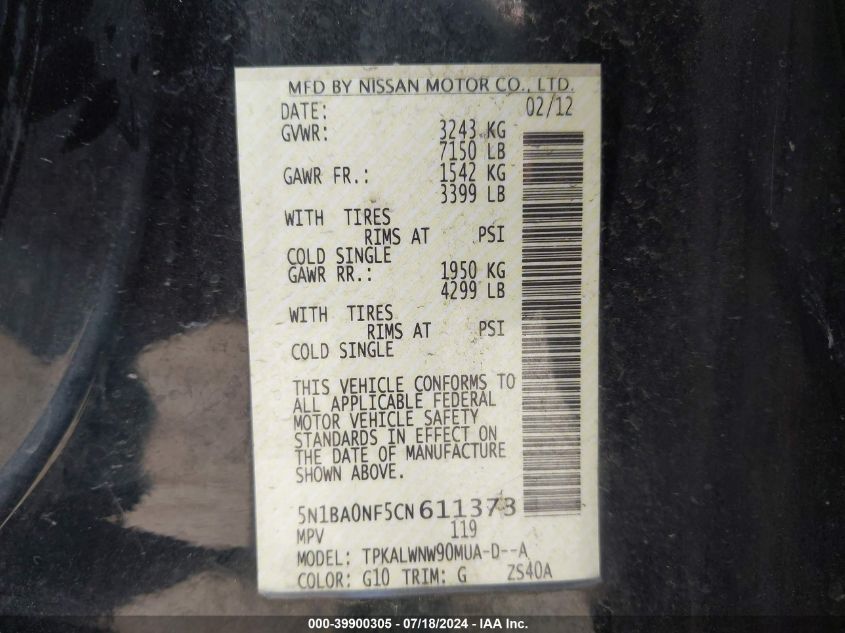 MFD BY NISSAN MOTOR CO., LTD.
DATE: 02/12
GVWR: 3243 KG
7150 LB
GAWR FR.: 1542 KG
3399 LB
WITH TIRES
RIMS AT PSI
COLD SINGLE
GAWR RR.: 1950 KG
4299 LB
WITH TIRES
RIMS AT PSI
COLD SINGLE
THIS VEHICLE CONFORMS TO
ALL APPLICABLE FEDERAL
MOTOR VEHICLE SAFETY
STANDARDS IN EFFECT ON
THE DATE OF MANUFACTURE
SHOWN ABOVE.
5N1BA0NF5CN611373
MPV 119
MODEL: TPKALWNW90MUA-D--A
COLOR: G10 TRIM: G ZS40A
000-39900305 - 07/18/2024 - IAA Inc.